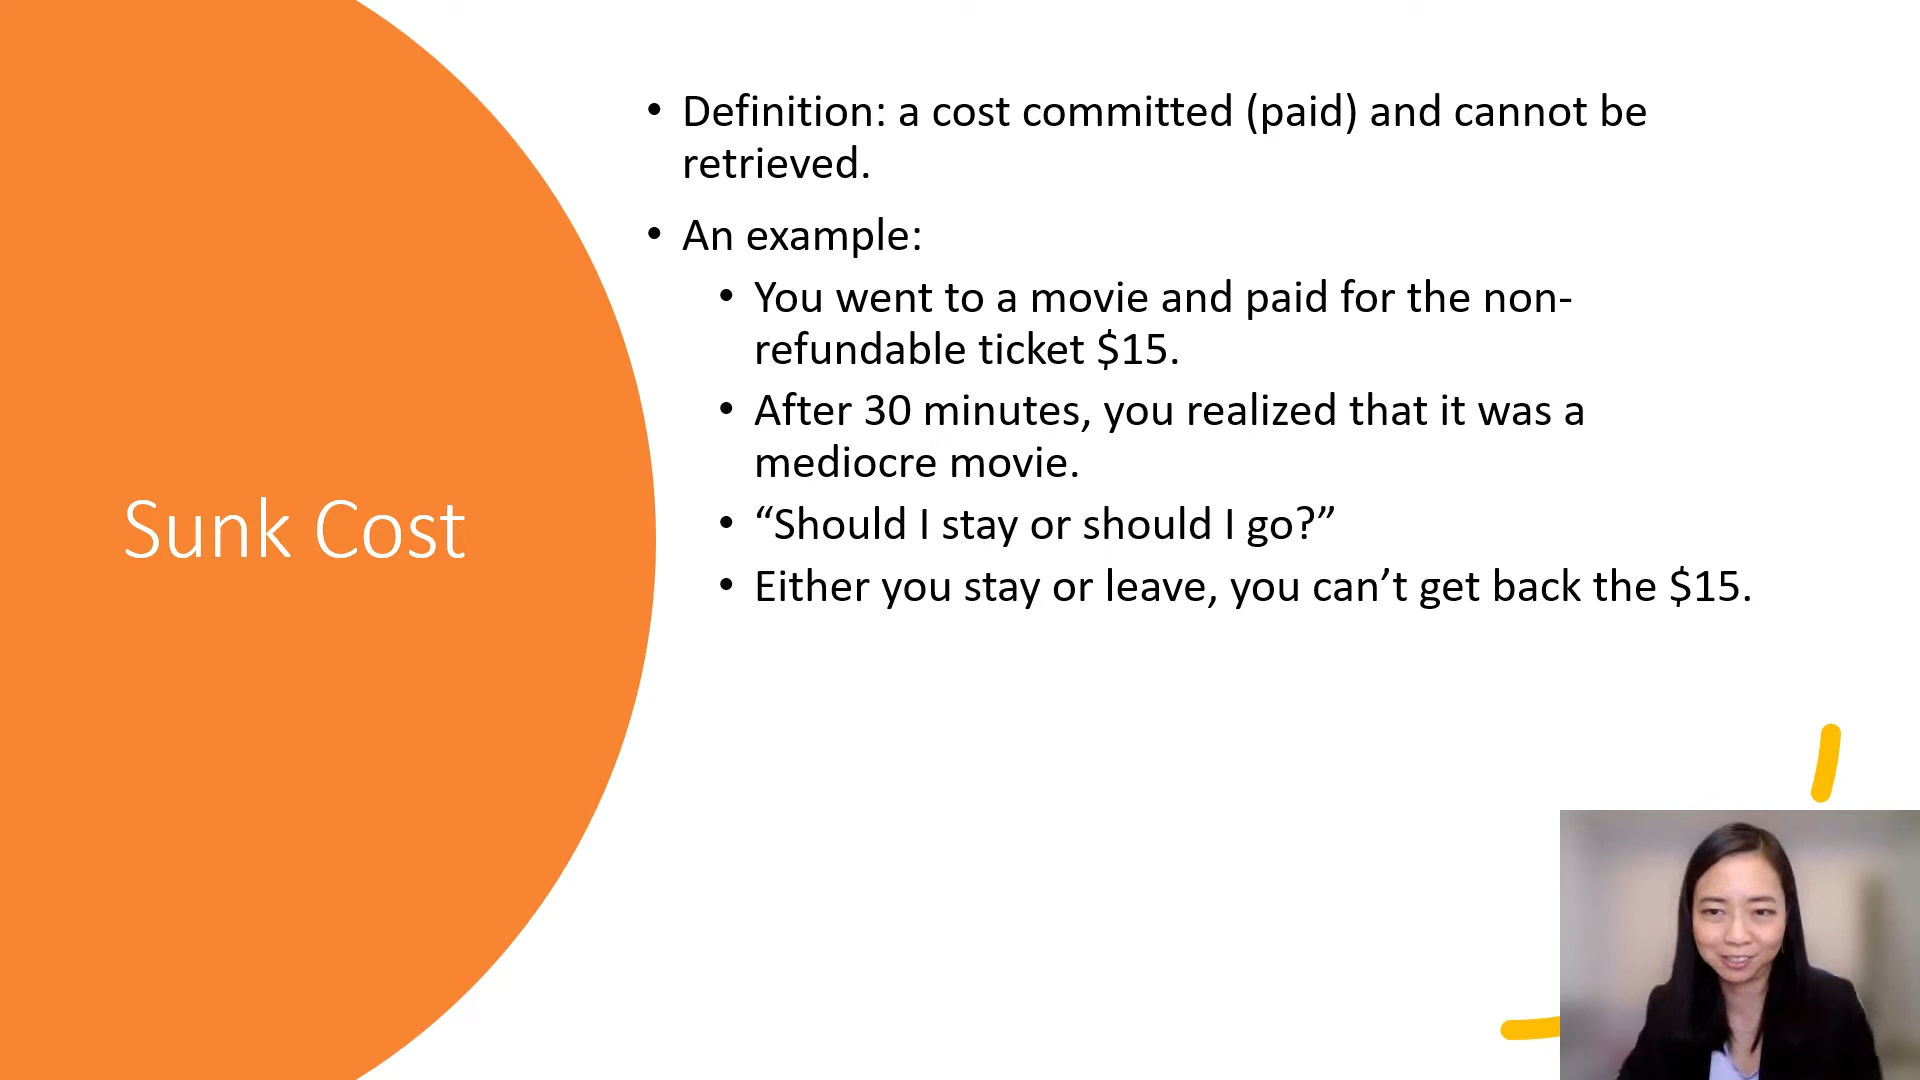 Sunk Cost
• Definition: a cost committed (paid) and cannot be
retrieved.
• An example:
• You went to a movie and paid for the non-
refundable ticket $15.
• After 30 minutes, you realized that it was a
mediocre movie.
• “Should I stay or should I go?”
• Either you stay or leave, you can’t get back the $15.